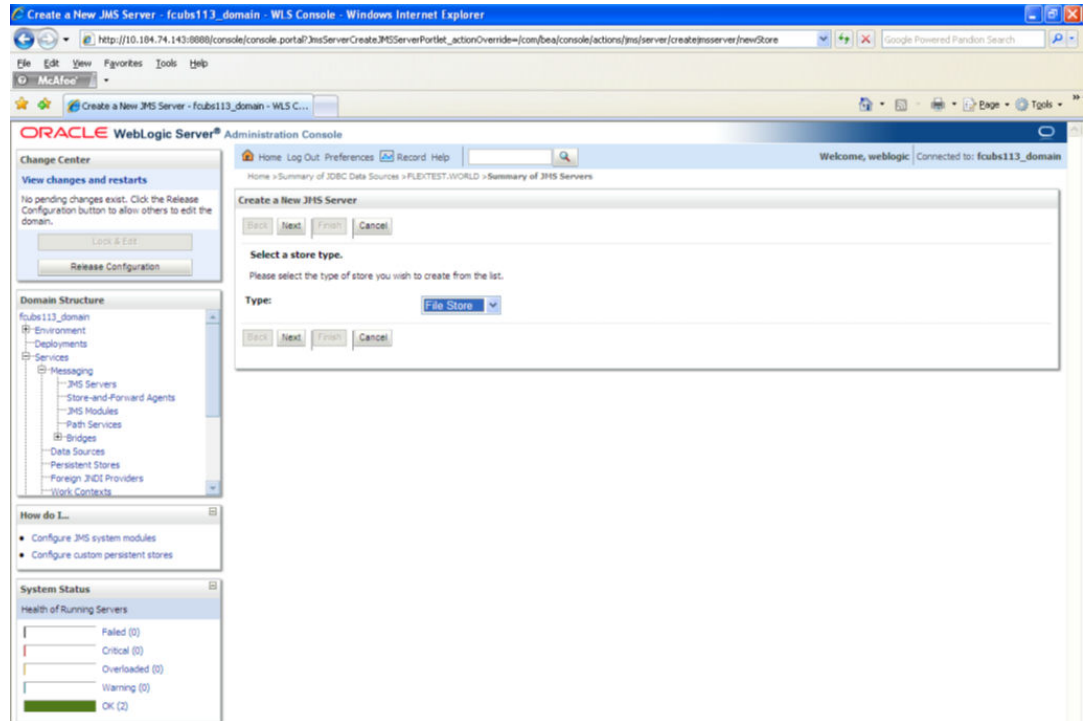 Create a New JMS Server - fcubs113_domain - WLS Console - Windows Internet Explorer
http://10.184.74.143:8888/console/console.portal?JmsServerCreateJMSServerPortlet_actionOverride=/com/bea/console/actions/jms/server/createjmsserver/newStore
Google Powered Pandion Search
File Edit View Favorites Tools Help
McAfee
Create a New JMS Server - fcubs113_domain - WLS C...
Page Tools »
ORACLE WebLogic Server® Administration Console
Change Center
View changes and restarts
No pending changes exist. Click the Release
Configuration button to allow others to edit the
domain.
Lock & Edit
Release Configuration
Domain Structure
fcubs113_domain
Environment
Deployments
Services
Messaging
JMS Servers
Store-and-Forward Agents
JMS Modules
Path Services
Bridges
Data Sources
Persistent Stores
Foreign JNDI Providers
Work Contexts
How do I...
Configure JMS system modules
Configure custom persistent stores
System Status
Health of Running Servers
Failed (0)
Critical (0)
Overloaded (0)
Warning (0)
OK (2)
Home Log Out Preferences Record Help
Welcome, weblogic Connected to: fcubs113_domain
Home >Summary of JDBC Data Sources >FLEXTEST.WORLD >Summary of JMS Servers
Create a New JMS Server
Back Next Finish Cancel
Select a store type.
Please select the type of store you wish to create from the list.
Type: File Store
Back Next Finish Cancel